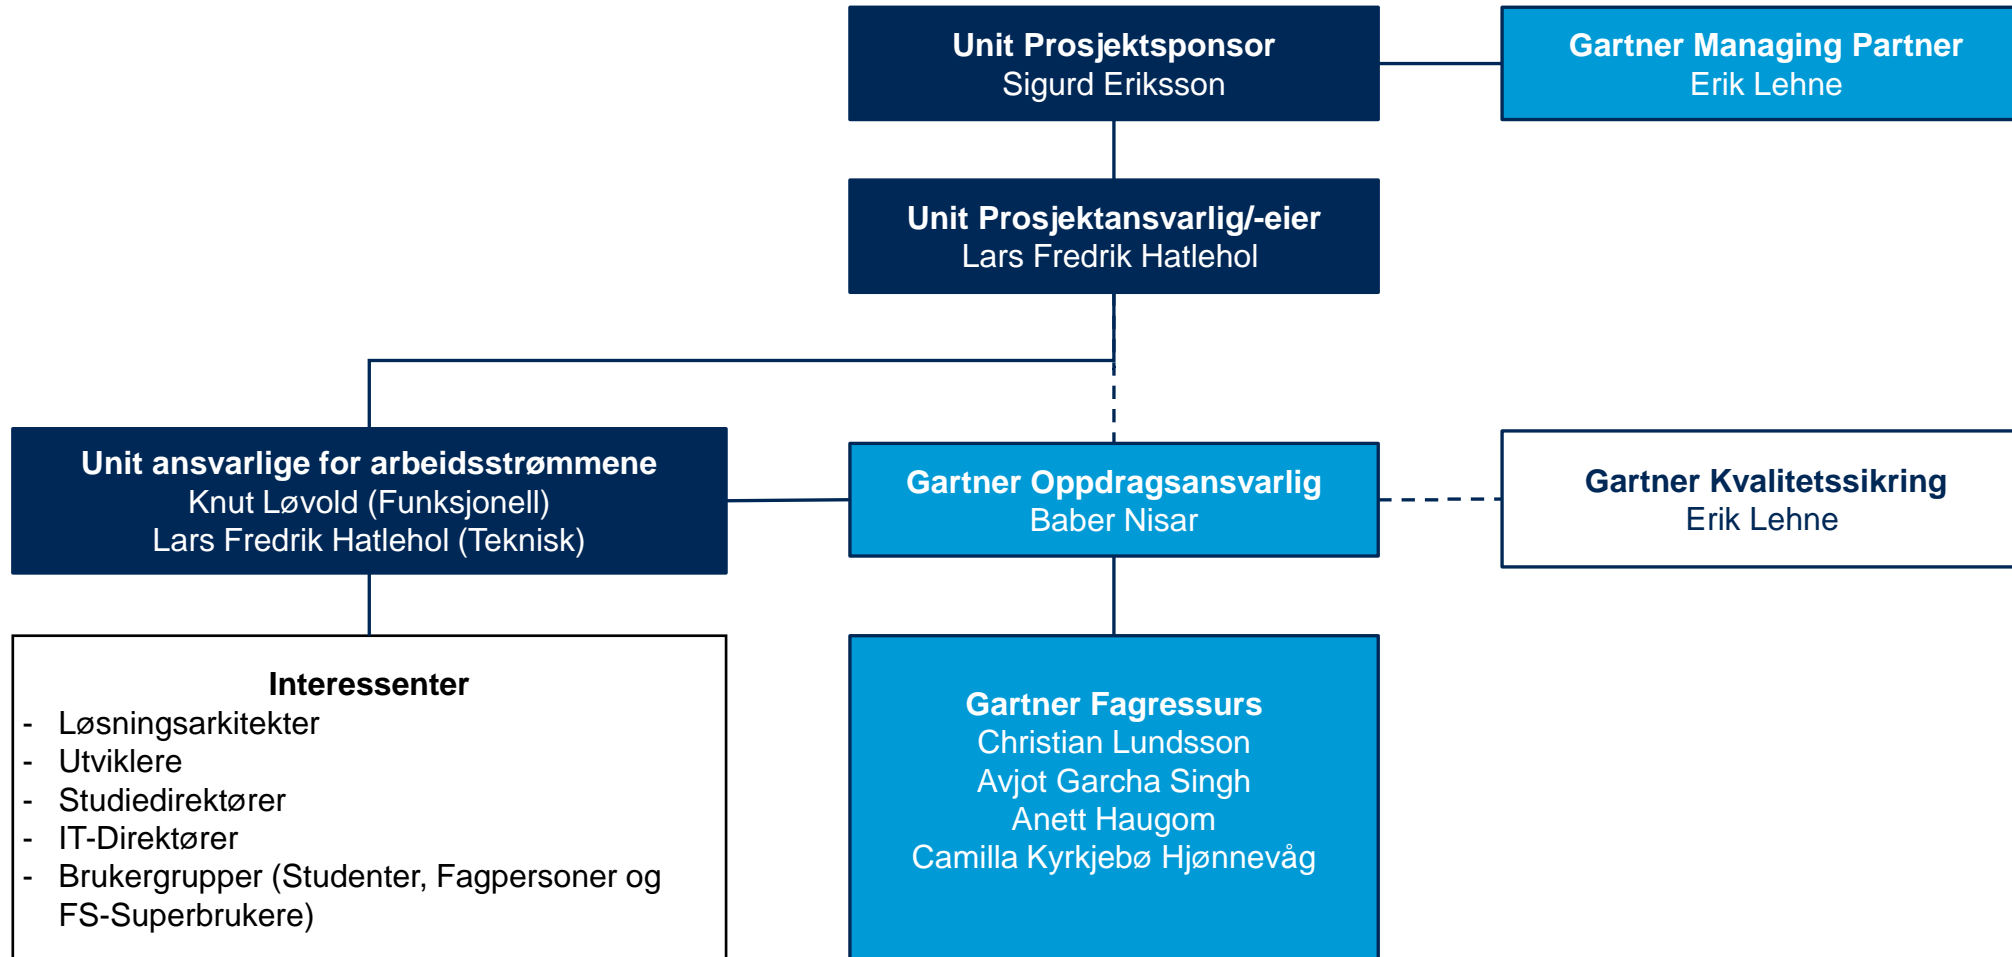 Unit Prosjektsponsor
Sigurd Eriksson
Gartner Managing Partner
Erik Lehne
Unit Prosjektansvarlig/-eier
Lars Fredrik Hatlehol
Unit ansvarlige for arbeidsstrømmene
Knut Løvold (Funksjonell)
Lars Fredrik Hatlehol (Teknisk)
Gartner Oppdragsansvarlig
Baber Nisar
Gartner Kvalitetssikring
Erik Lehne
Interessenter
- Løsningsarkitekter
- Utviklere
- Studiedirektører
- IT-Direktører
- Brukergrupper (Studenter, Fagpersoner og
FS-Superbrukere)
Gartner Fagressurs
Christian Lundsson
Avjot Garcha Singh
Anett Haugom
Camilla Kyrkjebø Hjønnevåg